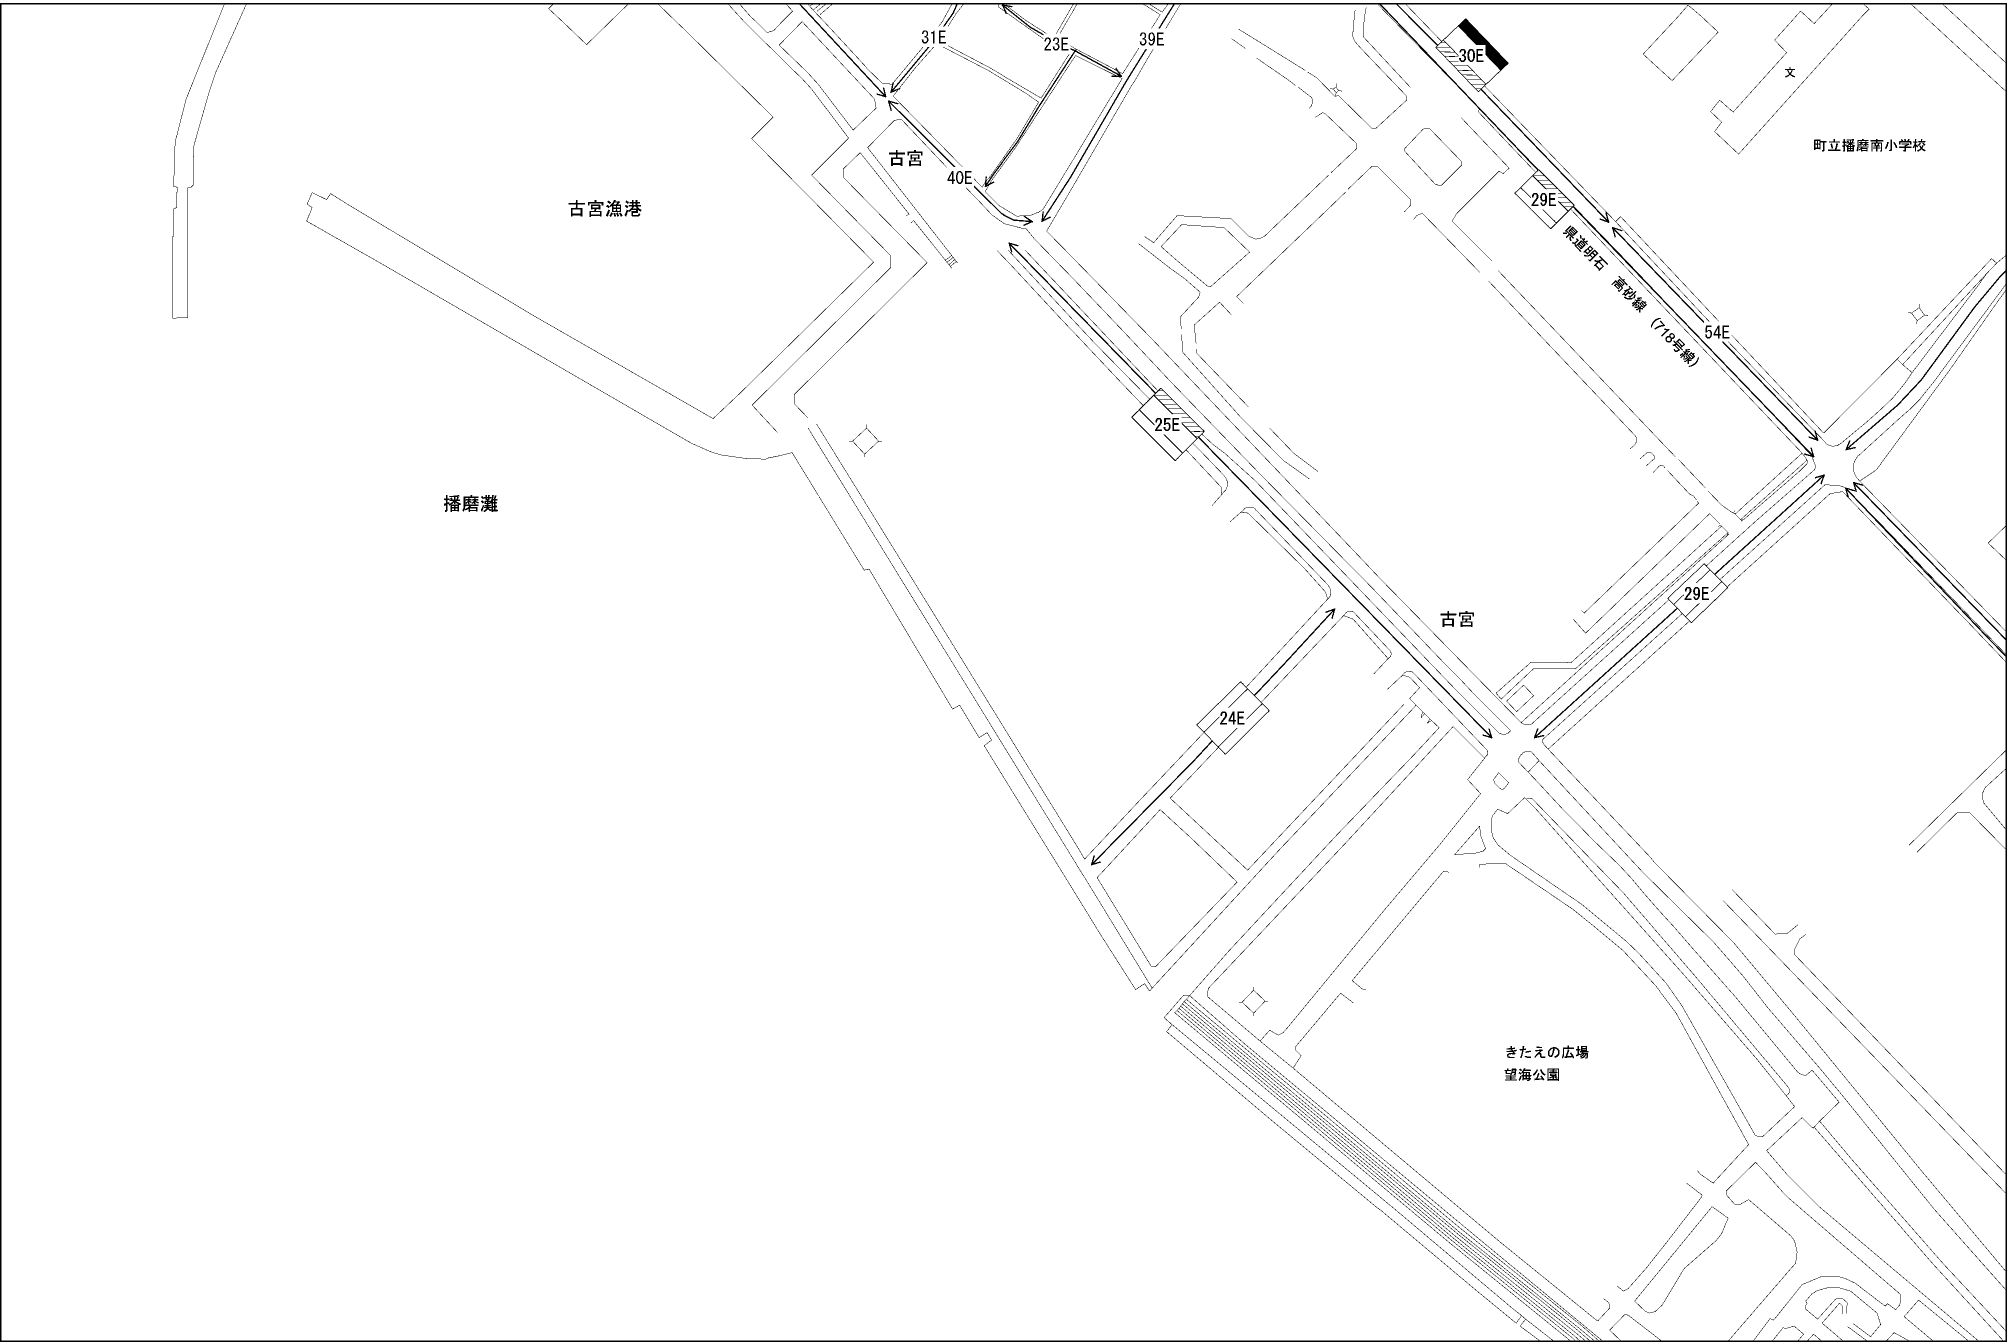 31E
23E
39E
30E
文
町立播磨南小学校
古宮
40E
29E
古宮漁港
県道明石　高砂線　(718号線)
54E
25E
播磨灘
29E
古宮
24E
きたえの広場
望海公園